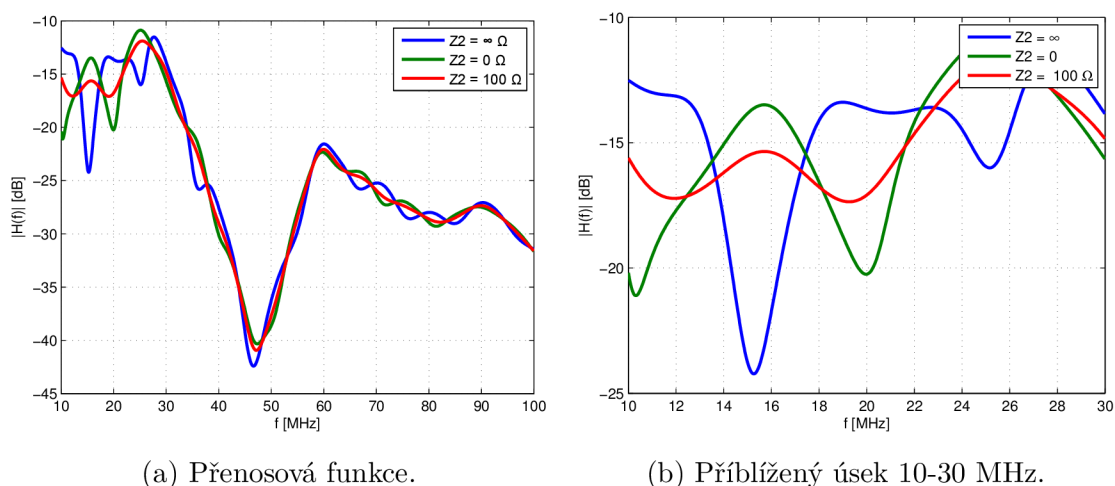 −10
−15
−20
−25
−30
−35
−40
−45
10 20 30 40 50 60 70 80 90 100
f [MHz]
|H(f)| [dB]
Z2 = ∞ Ω
Z2 = 0 Ω
Z2 = 100 Ω
(a) Přenosová funkce.
−10
−15
−20
−25
10 12 14 16 18 20 22 24 26 28 30
f [MHz]
|H(f)| [dB]
Z2 = ∞
Z2 = 0
Z2 = 100 Ω
(b) Příblížený úsek 10-30 MHz.